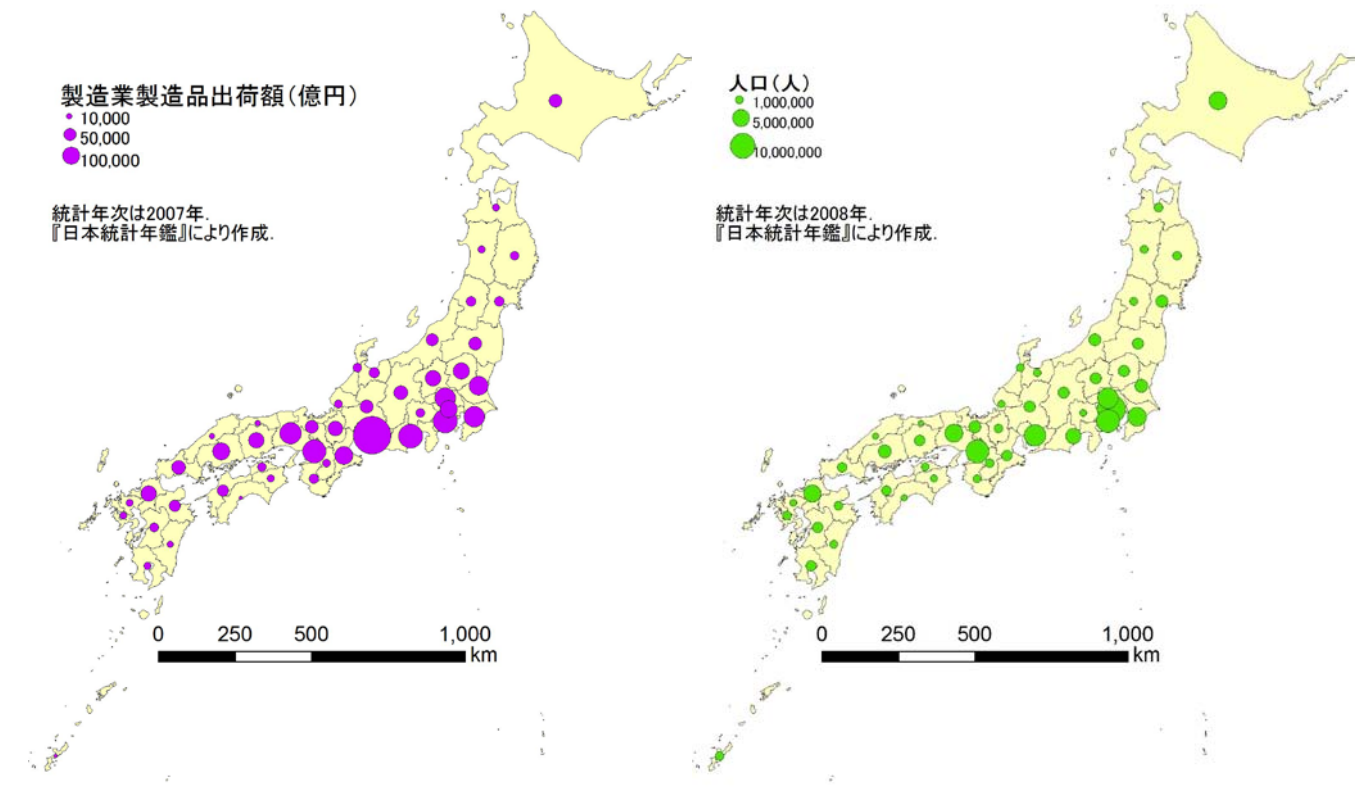 製造業製造品出荷額(億円)
10,000
50,000
100,000
統計年次は2007年.
『日本統計年鑑』により作成.
0 250 500 1,000
km
人口(人)
1,000,000
5,000,000
10,000,000
統計年次は2008年.
『日本統計年鑑』により作成.
0 250 500 1,000
km